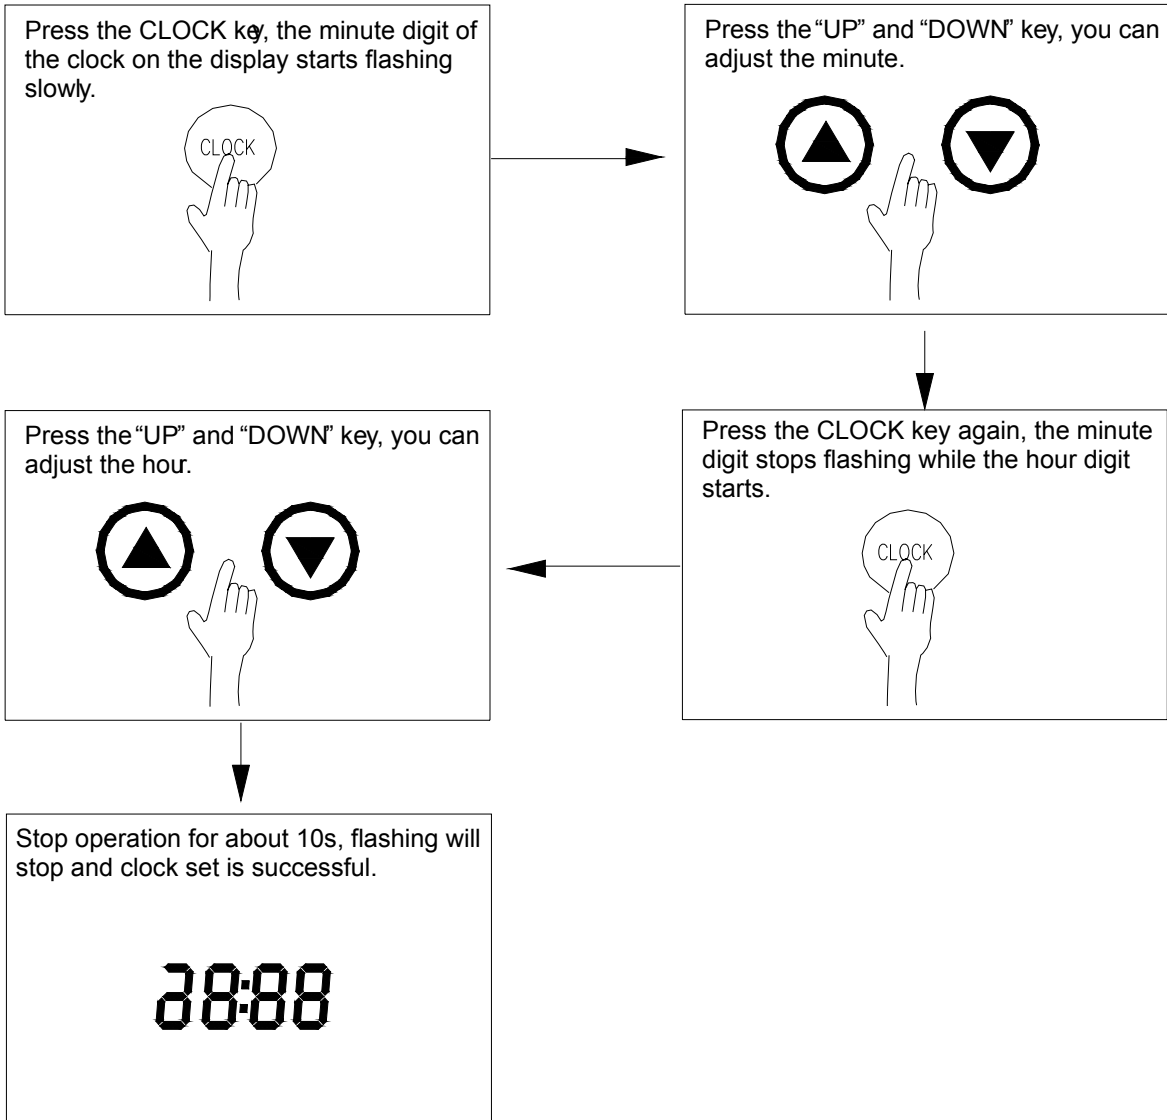 Press the CLOCK key, the minute digit of
the clock on the display starts flashing
slowly.
CLOCK
Press the “UP” and “DOWN” key, you can
adjust the minute.
Press the CLOCK key again, the minute
digit stops flashing while the hour digit
starts.
CLOCK
Press the “UP” and “DOWN” key, you can
adjust the hour.
Stop operation for about 10s, flashing will
stop and clock set is successful.
28:88